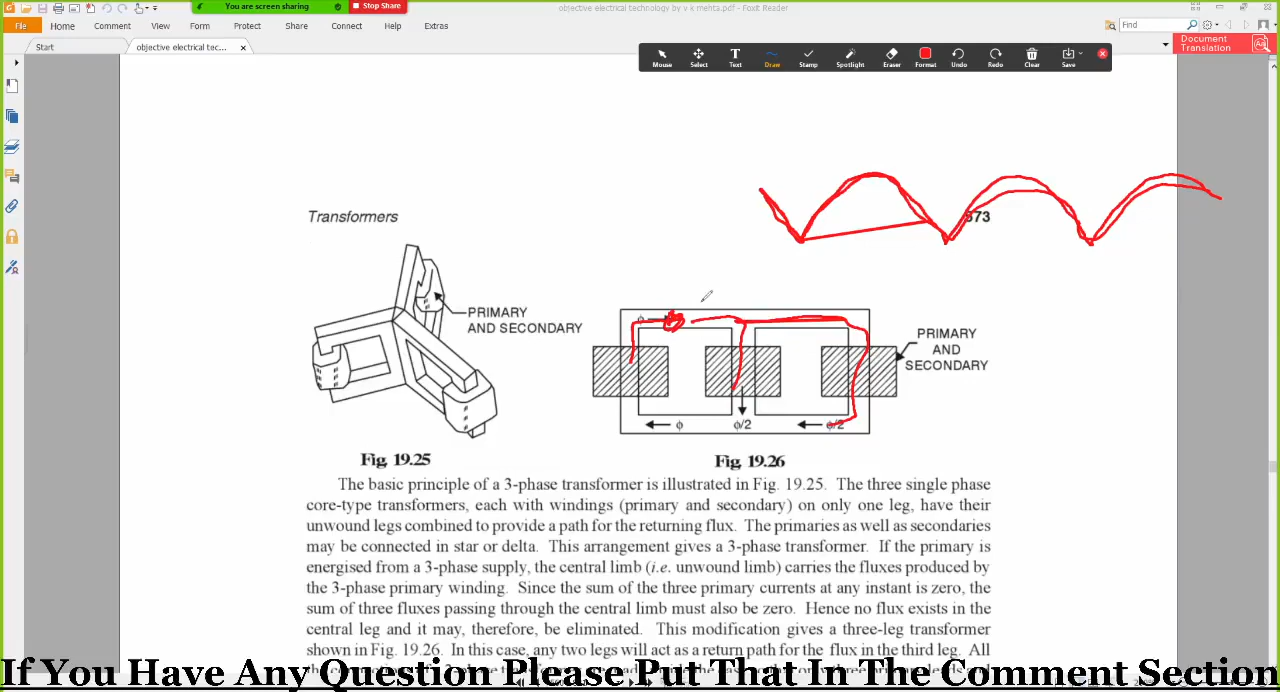 You are screen sharing
Stop Share
objective electrical technology by v k mehta.pdf - Foxit Reader
File Home Comment View Form Protect Share Connect Help Extras
Find
Start
objective electrical tec...
Document
Translation
Mouse Select Text Draw Stamp Spotlight Eraser Format Undo Redo Clear Save
Transformers
PRIMARY
AND SECONDARY
PRIMARY
AND
SECONDARY
ϕ
ϕ
ϕ/2
ϕ/2
Fig. 19.25
Fig. 19.26
The basic principle of a 3-phase transformer is illustrated in Fig. 19.25. The three single phase
core-type transformers, each with windings (primary and secondary) on only one leg, have their
unwound legs combined to provide a path for the returning flux. The primaries as well as secondaries
may be connected in star or delta. This arrangement gives a 3-phase transformer. If the primary is
energised from a 3-phase supply, the central limb (i.e. unwound limb) carries the fluxes produced by
the 3-phase primary winding. Since the sum of the three primary currents at any instant is zero, the
sum of three fluxes passing through the central limb must also be zero. Hence no flux exists in the
central leg and it may, therefore, be eliminated. This modification gives a three-leg transformer
shown in Fig. 19.26. In this case, any two legs will act as a return path for the flux in the third leg. All
If You Have Any Question Please Put That In The Comment Section